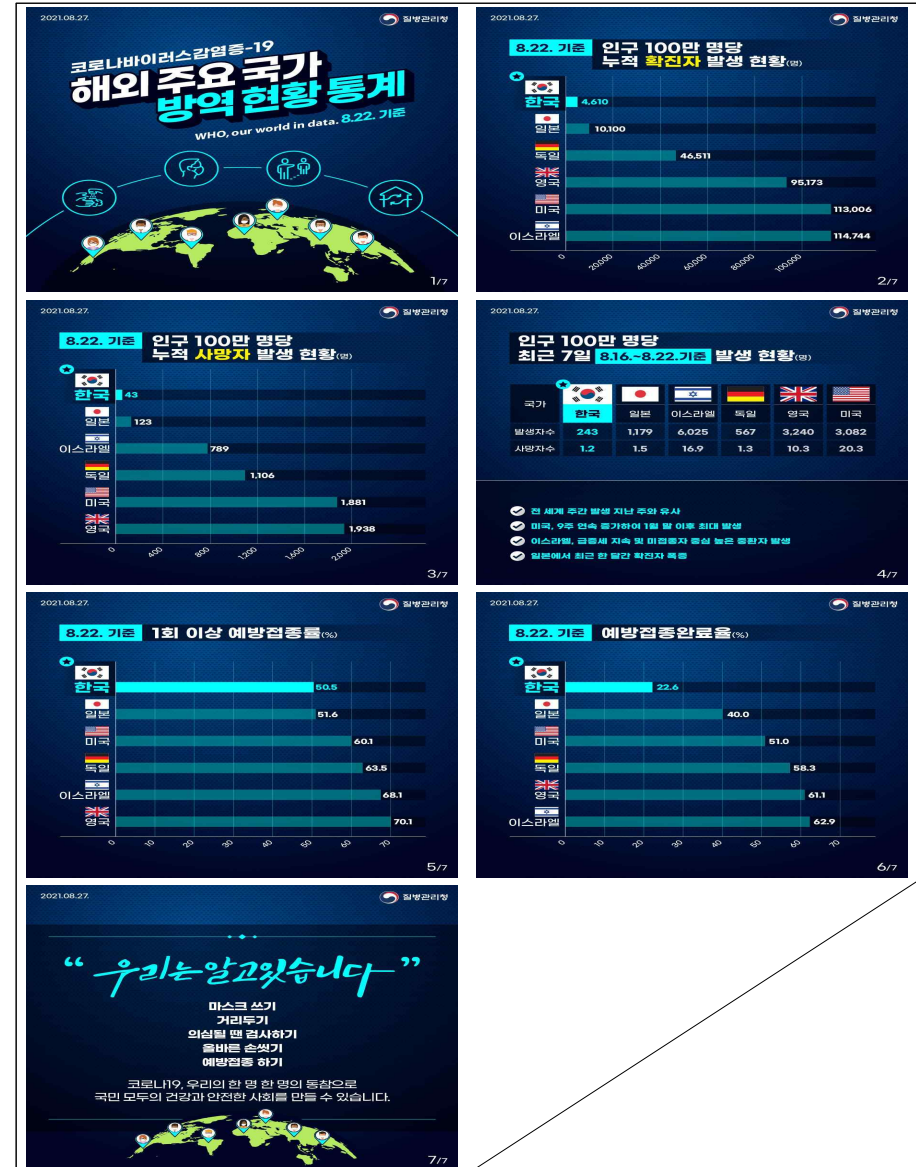 2021.08.27.
질병관리청
코로나바이러스감염증-19
해외 주요 국가
방역 현황 통계
WHO, our world in data. 8.22. 기준
1/7
2021.08.27.
질병관리청
8.22. 기준 인구 100만 명당
누적 확진자 발생 현황(명)
한국 4,610
일본 10,100
독일 46,511
영국 95,173
미국 113,006
이스라엘 114,744
0 20,000 40,000 60,000 80,000 100,000
2/7
2021.08.27.
질병관리청
8.22. 기준 인구 100만 명당
누적 사망자 발생 현황(명)
한국 43
일본 123
이스라엘 789
독일 1,106
미국 1,881
영국 1,938
0 400 800 1,200 1,600 2,000
3/7
2021.08.27.
질병관리청
인구 100만 명당
최근 7일 8.16.~8.22.기준 발생 현황(명)
국가 한국 일본 이스라엘 독일 영국 미국
발생자수 243 1,179 6,025 567 3,240 3,082
사망자수 1.2 1.5 16.9 1.3 10.3 20.3
전 세계 주간 발생 지난 주와 유사
미국, 9주 연속 증가하여 1월 말 이후 최대 발생
이스라엘, 급증세 지속 및 미접종자 중심 높은 중환자 발생
일본에서 최근 한 달간 확진자 폭증
4/7
2021.08.27.
질병관리청
8.22. 기준 1회 이상 예방접종률(%)
한국 50.5
일본 51.6
미국 60.1
독일 63.5
이스라엘 68.1
영국 70.1
0 10 20 30 40 50 60 70
5/7
2021.08.27.
질병관리청
8.22. 기준 예방접종완료율(%)
한국 22.6
일본 40.0
미국 51.0
독일 58.3
영국 61.1
이스라엘 62.9
0 10 20 30 40 50 60 70
6/7
2021.08.27.
질병관리청
“우리는 알고있습니다”
마스크 쓰기
거리두기
의심될 땐 검사하기
올바른 손씻기
예방접종 하기
코로나19, 우리의 한 명 한 명의 동참으로
국민 모두의 건강과 안전한 사회를 만들 수 있습니다.
7/7